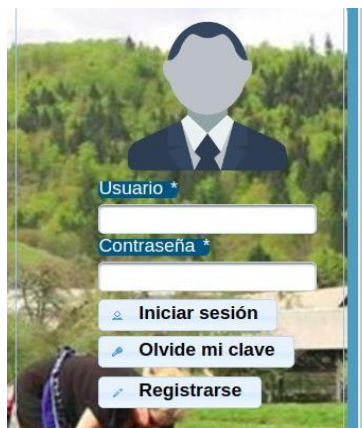 Usuario *
Contraseña *
Iniciar sesión
Olvide mi clave
Registrarse